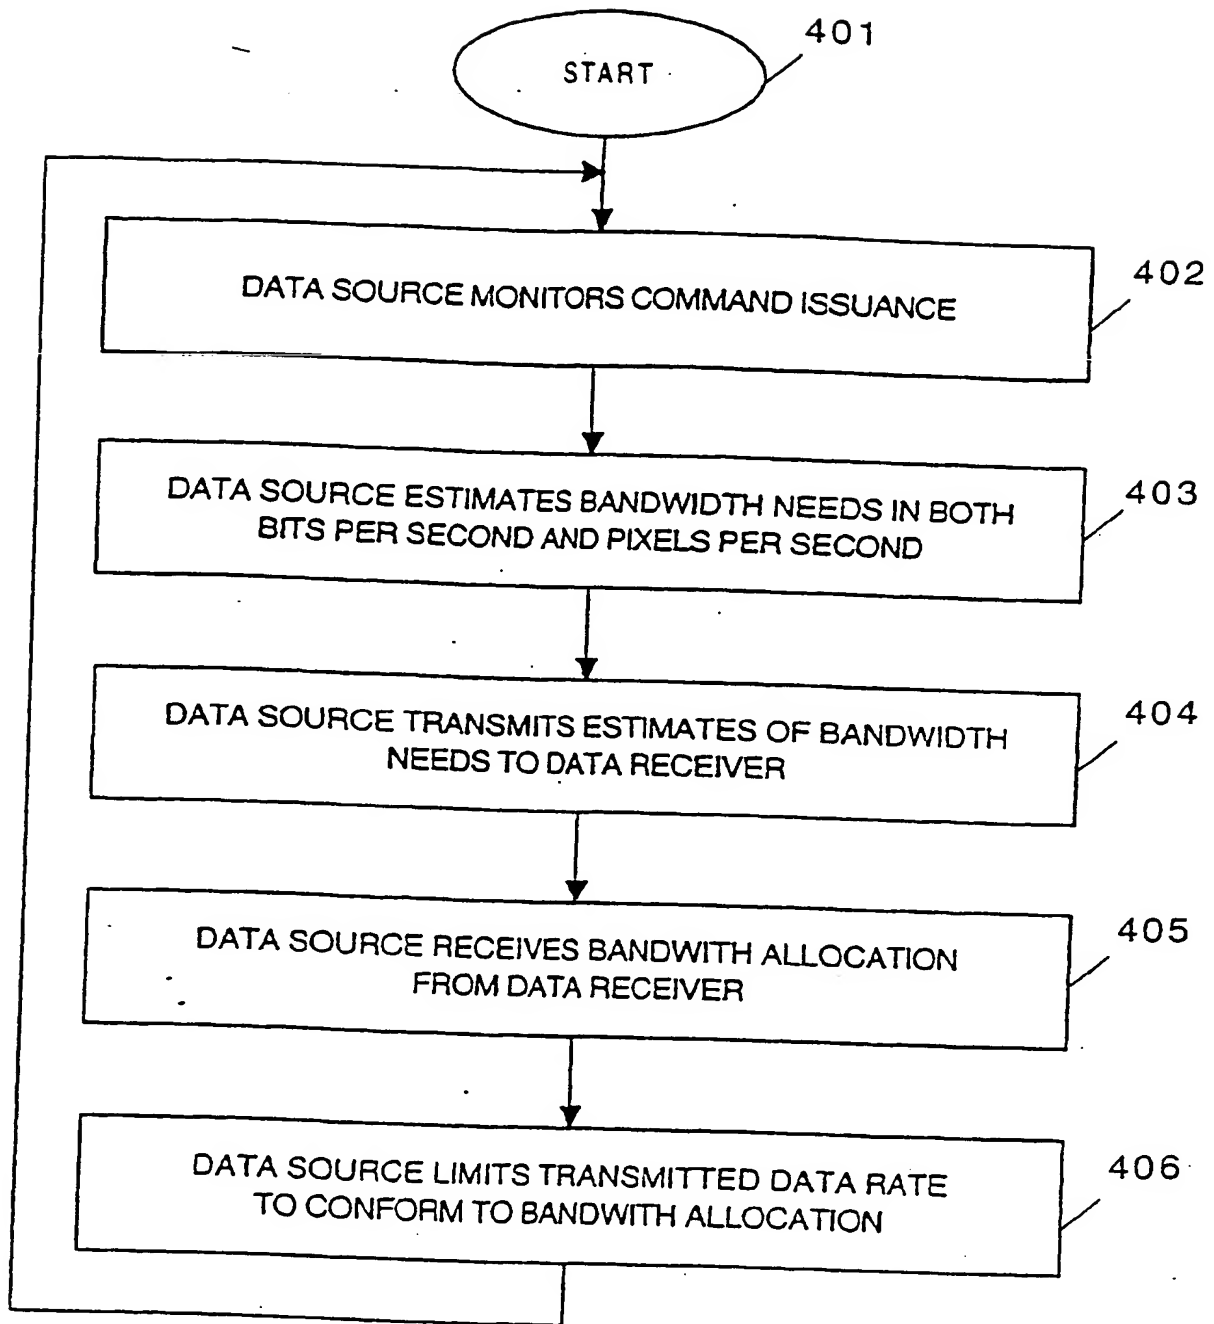 START
401
DATA SOURCE MONITORS COMMAND ISSUANCE
402
DATA SOURCE ESTIMATES BANDWIDTH NEEDS IN BOTH
BITS PER SECOND AND PIXELS PER SECOND
403
DATA SOURCE TRANSMITS ESTIMATES OF BANDWIDTH
NEEDS TO DATA RECEIVER
404
DATA SOURCE RECEIVES BANDWITH ALLOCATION
FROM DATA RECEIVER
405
DATA SOURCE LIMITS TRANSMITTED DATA RATE
TO CONFORM TO BANDWITH ALLOCATION
406